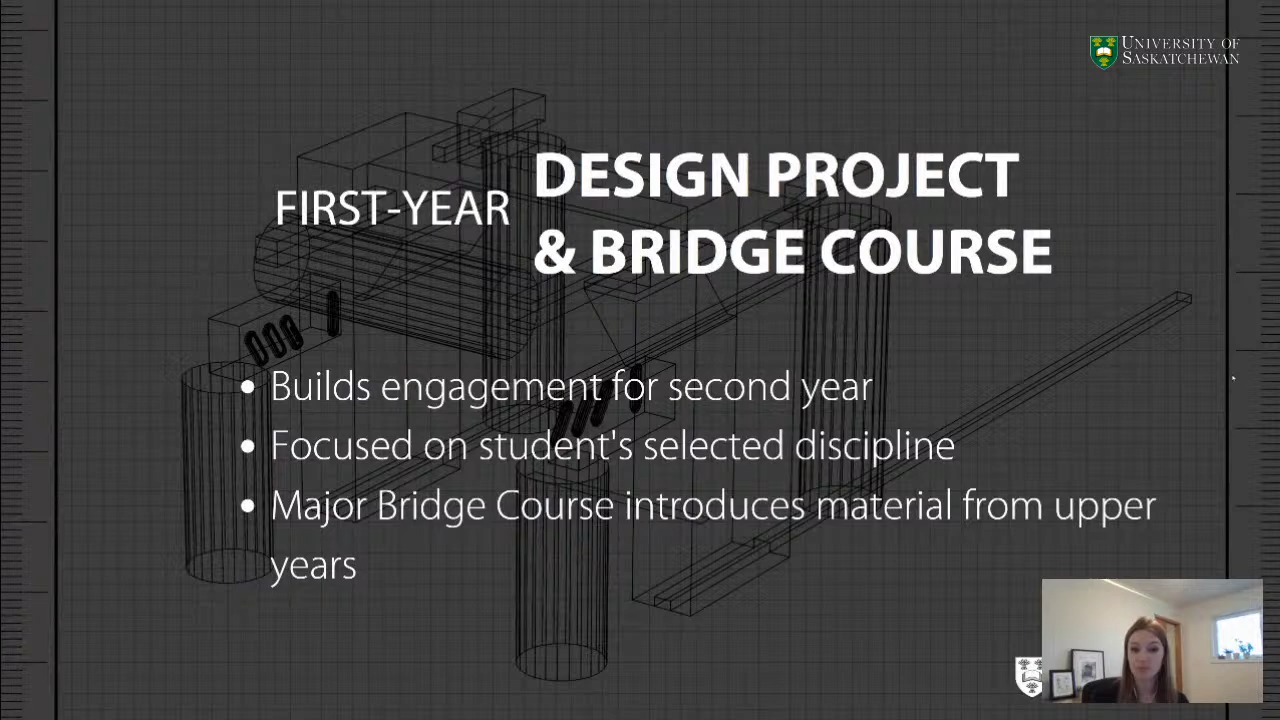 UNIVERSITY OF
SASKATCHEWAN
FIRST-YEAR
DESIGN PROJECT
& BRIDGE COURSE
• Builds engagement for second year
• Focused on student's selected discipline
• Major Bridge Course introduces material from upper
years